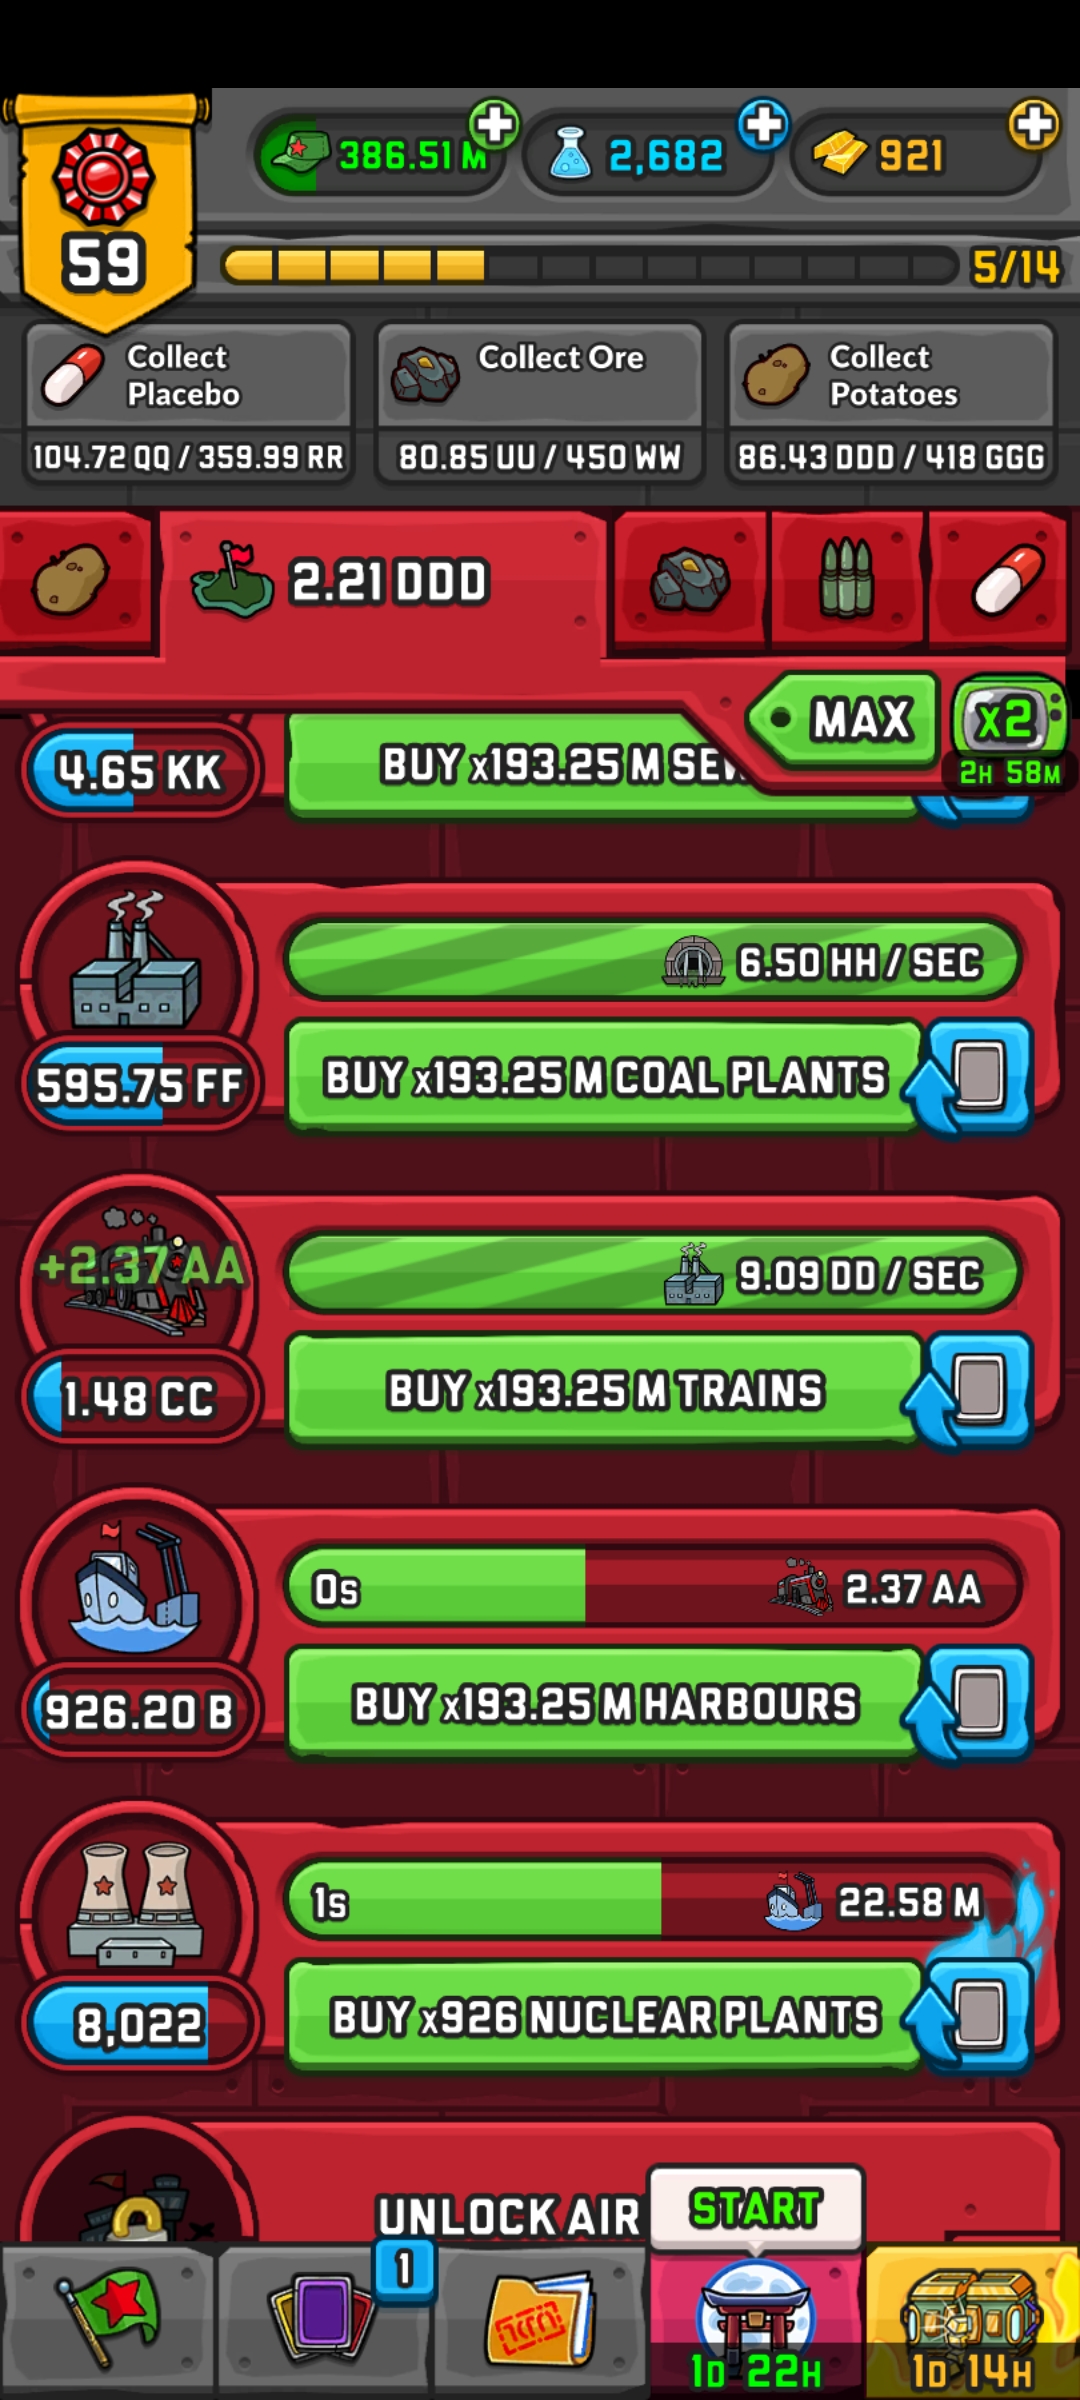 386.51 M
2,682
921
59
5/14
Collect
Placebo
104.72 QQ / 359.99 RR
Collect Ore
80.85 UU / 450 WW
Collect
Potatoes
86.43 DDD / 418 GGG
2.21 DDD
MAX
x2
2H 58M
4.65 KK
BUY x193.25 M
6.50 HH / SEC
595.75 FF
BUY x193.25 M COAL PLANTS
+2.37 AA
9.09 DD / SEC
1.48 CC
BUY x193.25 M TRAINS
0s
2.37 AA
926.20 B
BUY x193.25 M HARBOURS
1s
22.58 M
8,022
BUY x926 NUCLEAR PLANTS
UNLOCK AIR
START
1
1D 22H
1D 14H